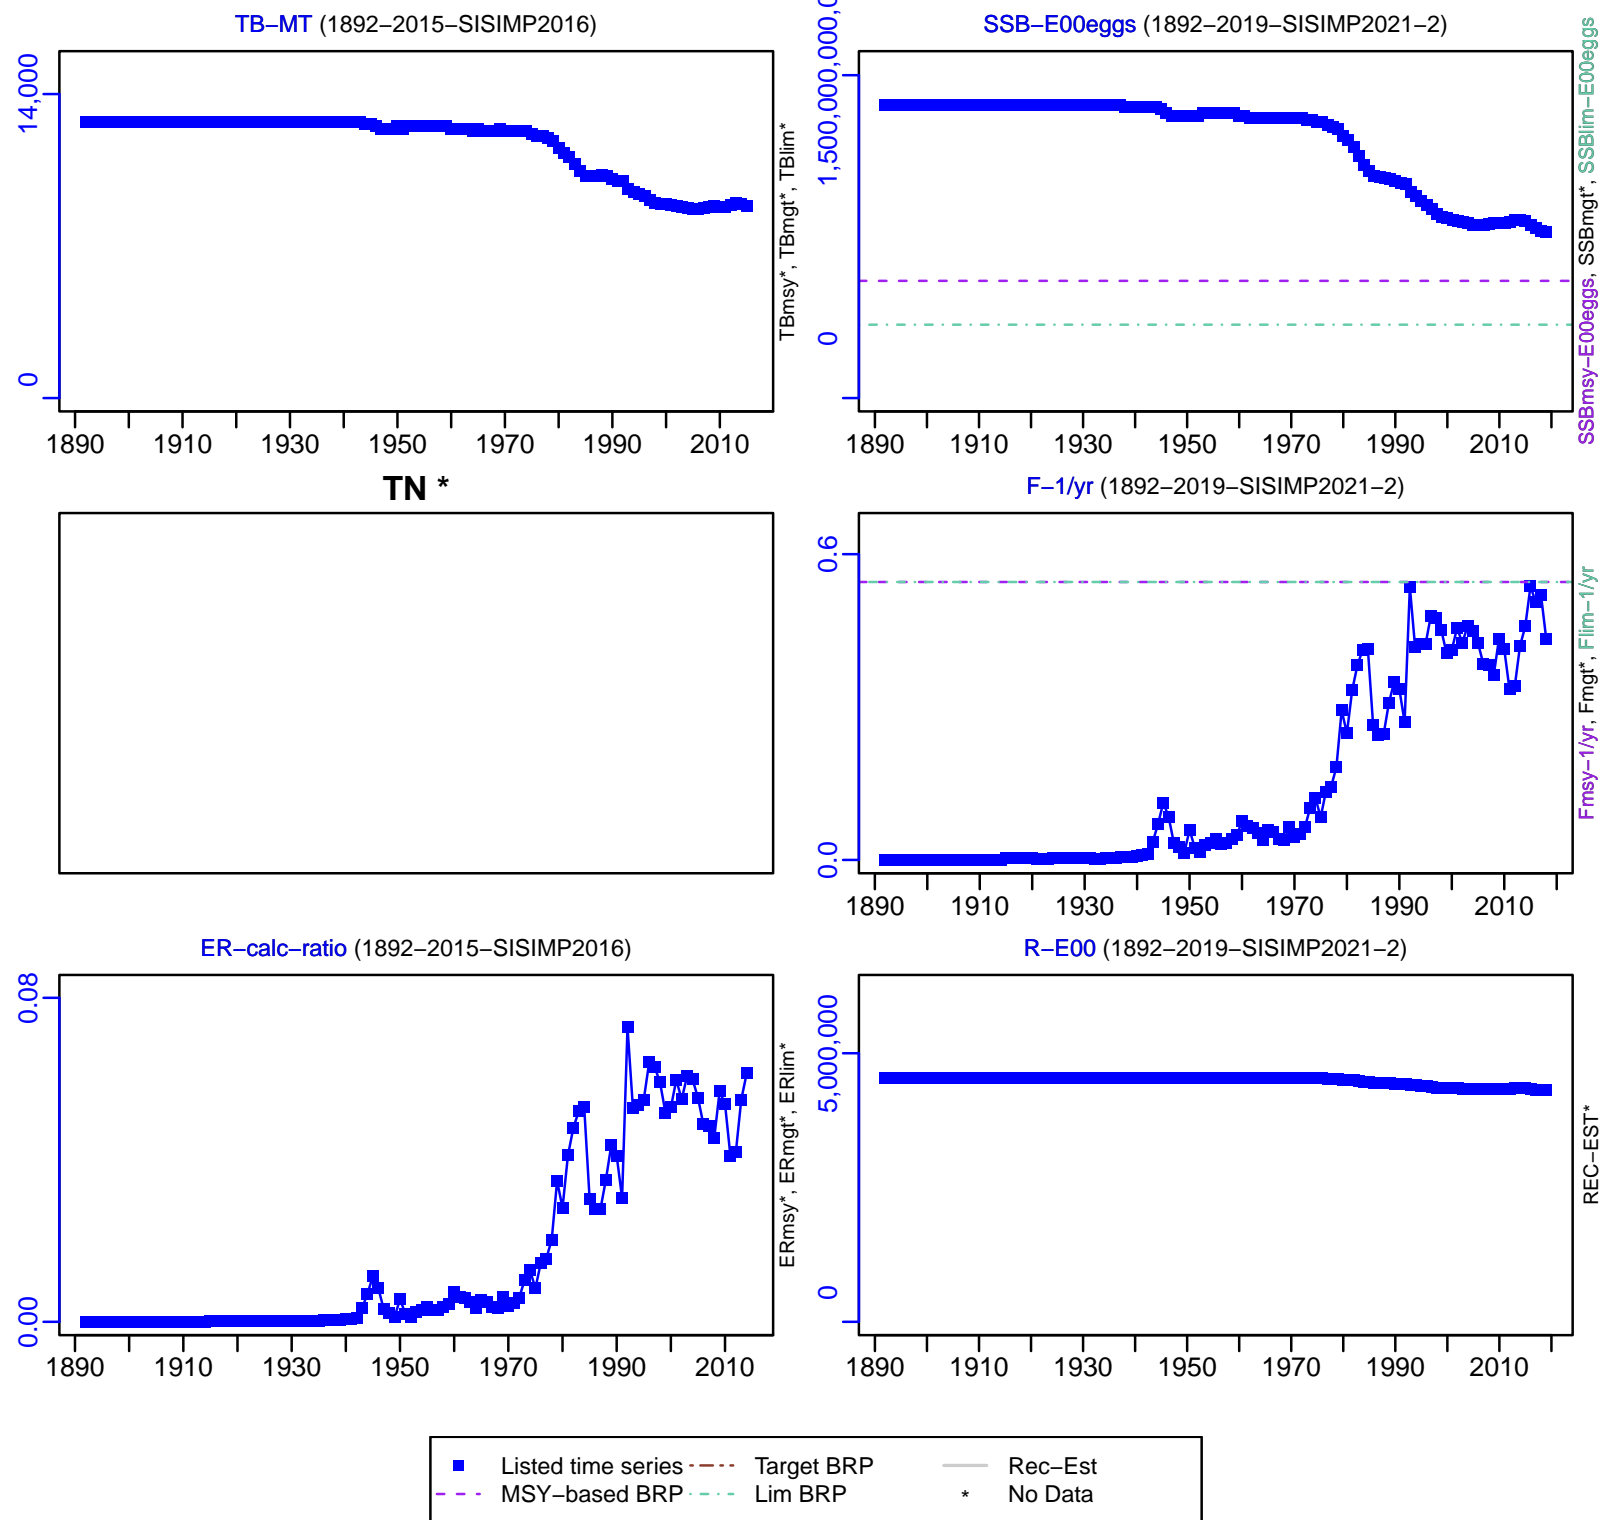 TB−MT (1892−2015−SISIMP2016)
14,000
0
TBmsy*, TBmgt*, TBlim*
1890 1910 1930 1950 1970 1990 2010
SSB−E00eggs (1892−2019−SISIMP2021−2)
1,500,000,0
0
SSBmsy−E00eggs, SSBmgt*, SSBlim−E00eggs
1890 1910 1930 1950 1970 1990 2010
TN *
F−1/yr (1892−2019−SISIMP2021−2)
0.6
0.0
Fmsy−1/yr, Fmgt*, Flim−1/yr
1890 1910 1930 1950 1970 1990 2010
ER−calc−ratio (1892−2015−SISIMP2016)
0.08
0.00
ERmsy*, ERmgt*, ERlim*
1890 1910 1930 1950 1970 1990 2010
R−E00 (1892−2019−SISIMP2021−2)
5,000,000
0
REC−EST*
1890 1910 1930 1950 1970 1990 2010
Listed time series Target BRP Rec−Est
MSY−based BRP Lim BRP * No Data